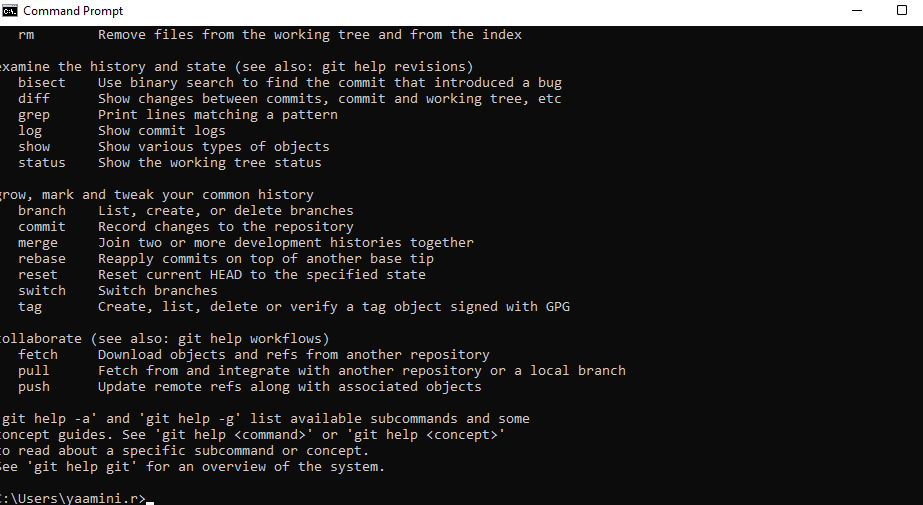 Command Prompt
rm Remove files from the working tree and from the index
examine the history and state (see also: git help revisions)
bisect Use binary search to find the commit that introduced a bug
diff Show changes between commits, commit and working tree, etc
grep Print lines matching a pattern
log Show commit logs
show Show various types of objects
status Show the working tree status
grow, mark and tweak your common history
branch List, create, or delete branches
commit Record changes to the repository
merge Join two or more development histories together
rebase Reapply commits on top of another base tip
reset Reset current HEAD to the specified state
switch Switch branches
tag Create, list, delete or verify a tag object signed with GPG
collaborate (see also: git help workflows)
fetch Download objects and refs from another repository
pull Fetch from and integrate with another repository or a local branch
push Update remote refs along with associated objects
'git help -a' and 'git help -g' list available subcommands and some
concept guides. See 'git help <command>' or 'git help <concept>'
to read about a specific subcommand or concept.
See 'git help git' for an overview of the system.
C:\Users\yaamini.r>